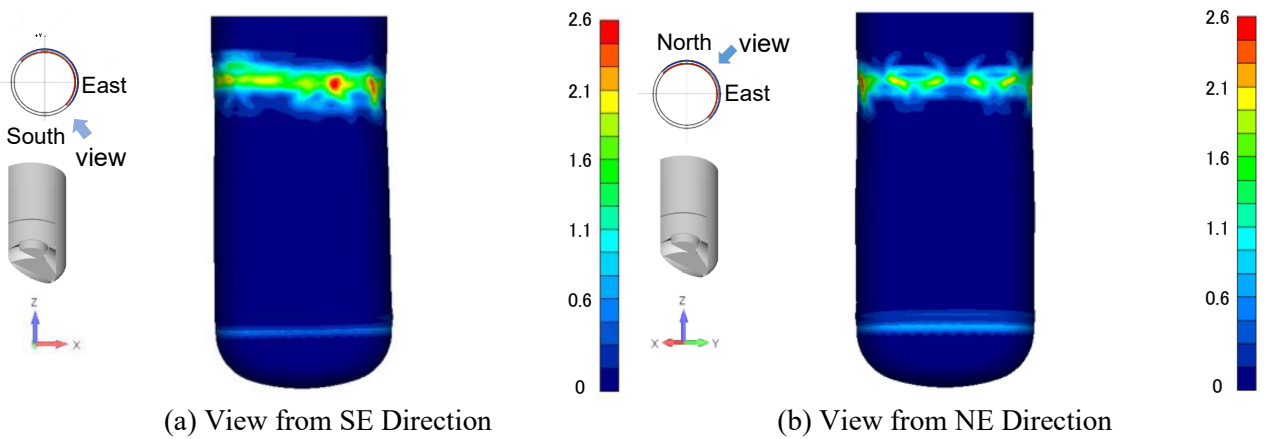 +Y
East
South
view
Z
X
2.6
2.1
1.6
1.1
0.6
0
North
view
East
Z
X
Y
2.6
2.1
1.6
1.1
0.6
0
(a) View from SE Direction
(b) View from NE Direction